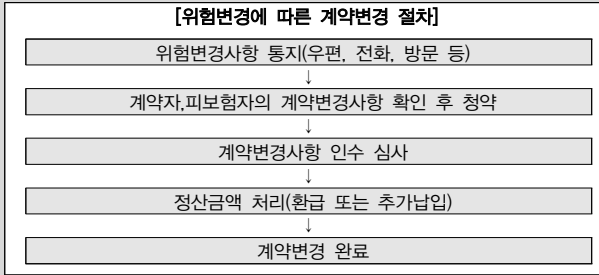 [위험변경에 따른 계약변경 절차]
위험변경사항 통지(우편, 전화, 방문 등)
↓
계약자,피보험자의 계약변경사항 확인 후 청약
↓
계약변경사항 인수 심사
↓
정산금액 처리(환급 또는 추가납입)
↓
계약변경 완료